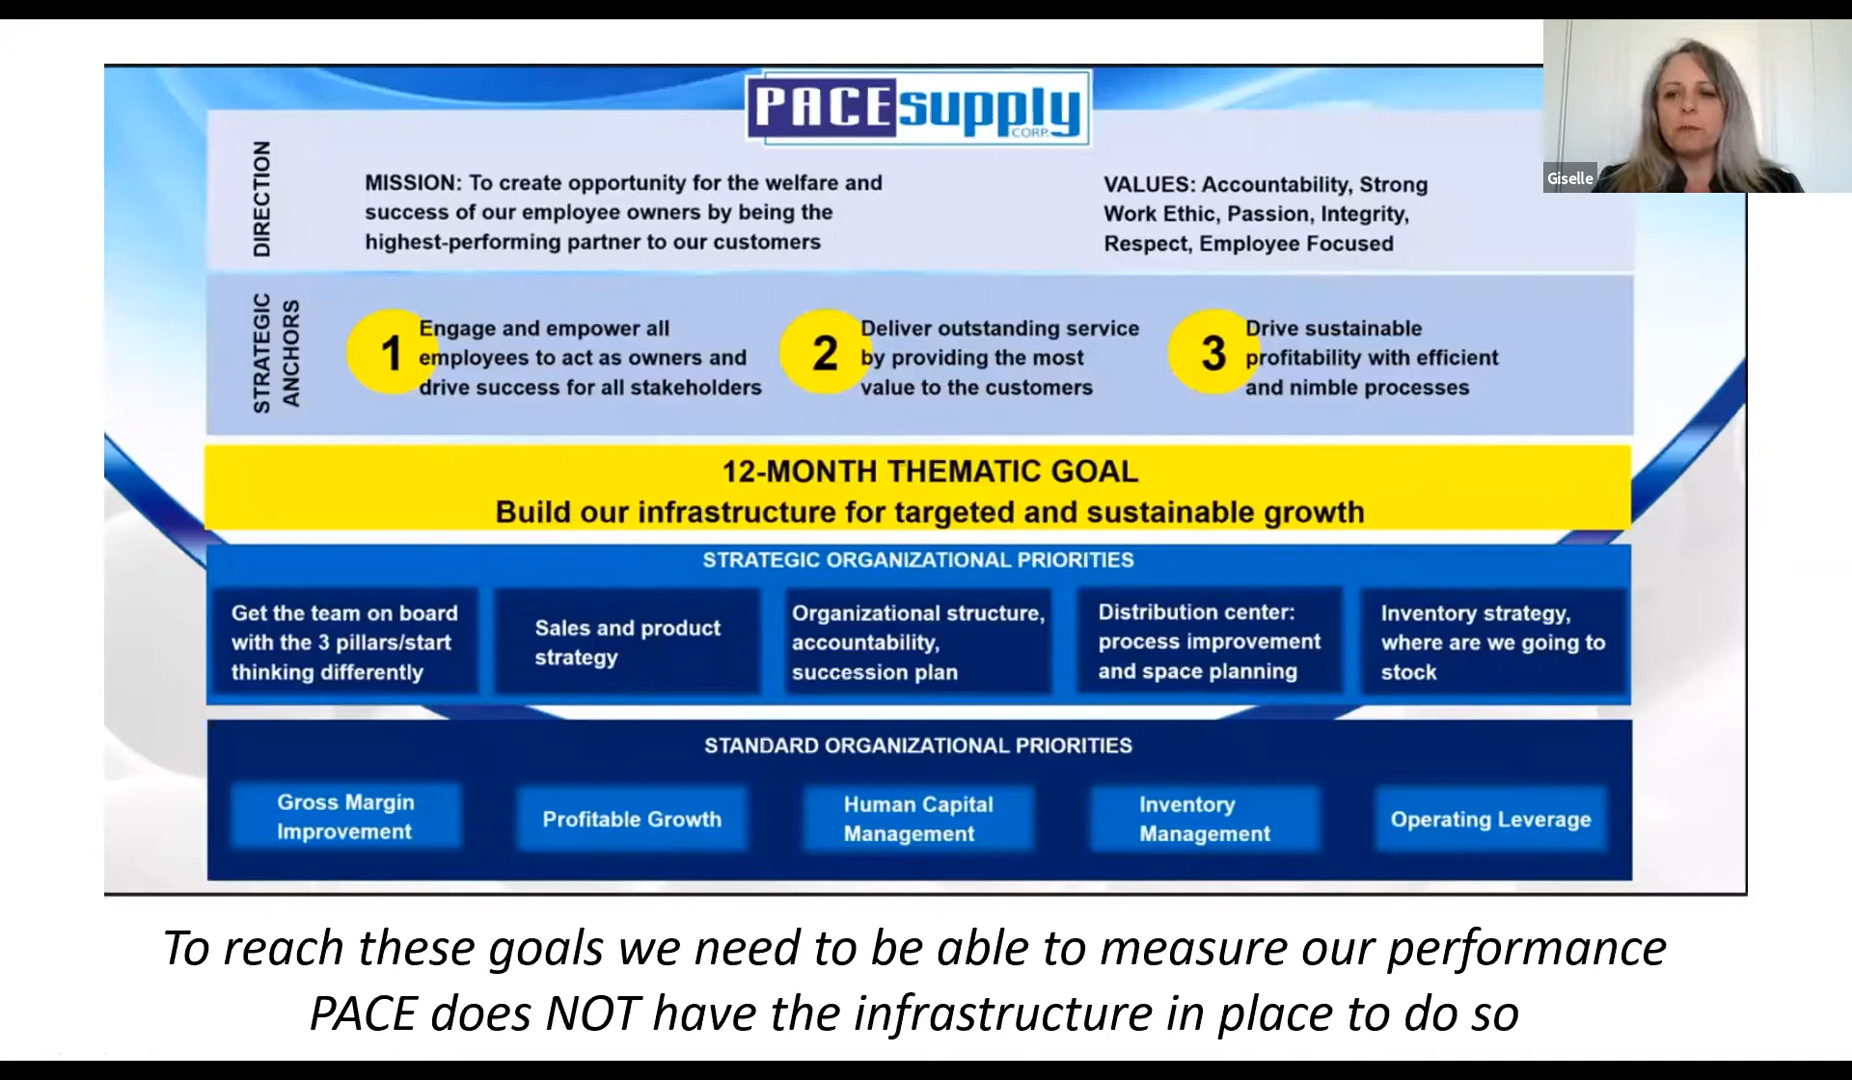 PACE supply
CORP.
Giselle
DIRECTION
MISSION: To create opportunity for the welfare and
success of our employee owners by being the
highest-performing partner to our customers
VALUES: Accountability, Strong
Work Ethic, Passion, Integrity,
Respect, Employee Focused
STRATEGIC
ANCHORS
1
Engage and empower all
employees to act as owners and
drive success for all stakeholders
2
Deliver outstanding service
by providing the most
value to the customers
3
Drive sustainable
profitability with efficient
and nimble processes
12-MONTH THEMATIC GOAL
Build our infrastructure for targeted and sustainable growth
STRATEGIC ORGANIZATIONAL PRIORITIES
Get the team on board
with the 3 pillars/start
thinking differently
Sales and product
strategy
Organizational structure,
accountability,
succession plan
Distribution center:
process improvement
and space planning
Inventory strategy,
where are we going to
stock
STANDARD ORGANIZATIONAL PRIORITIES
Gross Margin
Improvement
Profitable Growth
Human Capital
Management
Inventory
Management
Operating Leverage
To reach these goals we need to be able to measure our performance
PACE does NOT have the infrastructure in place to do so